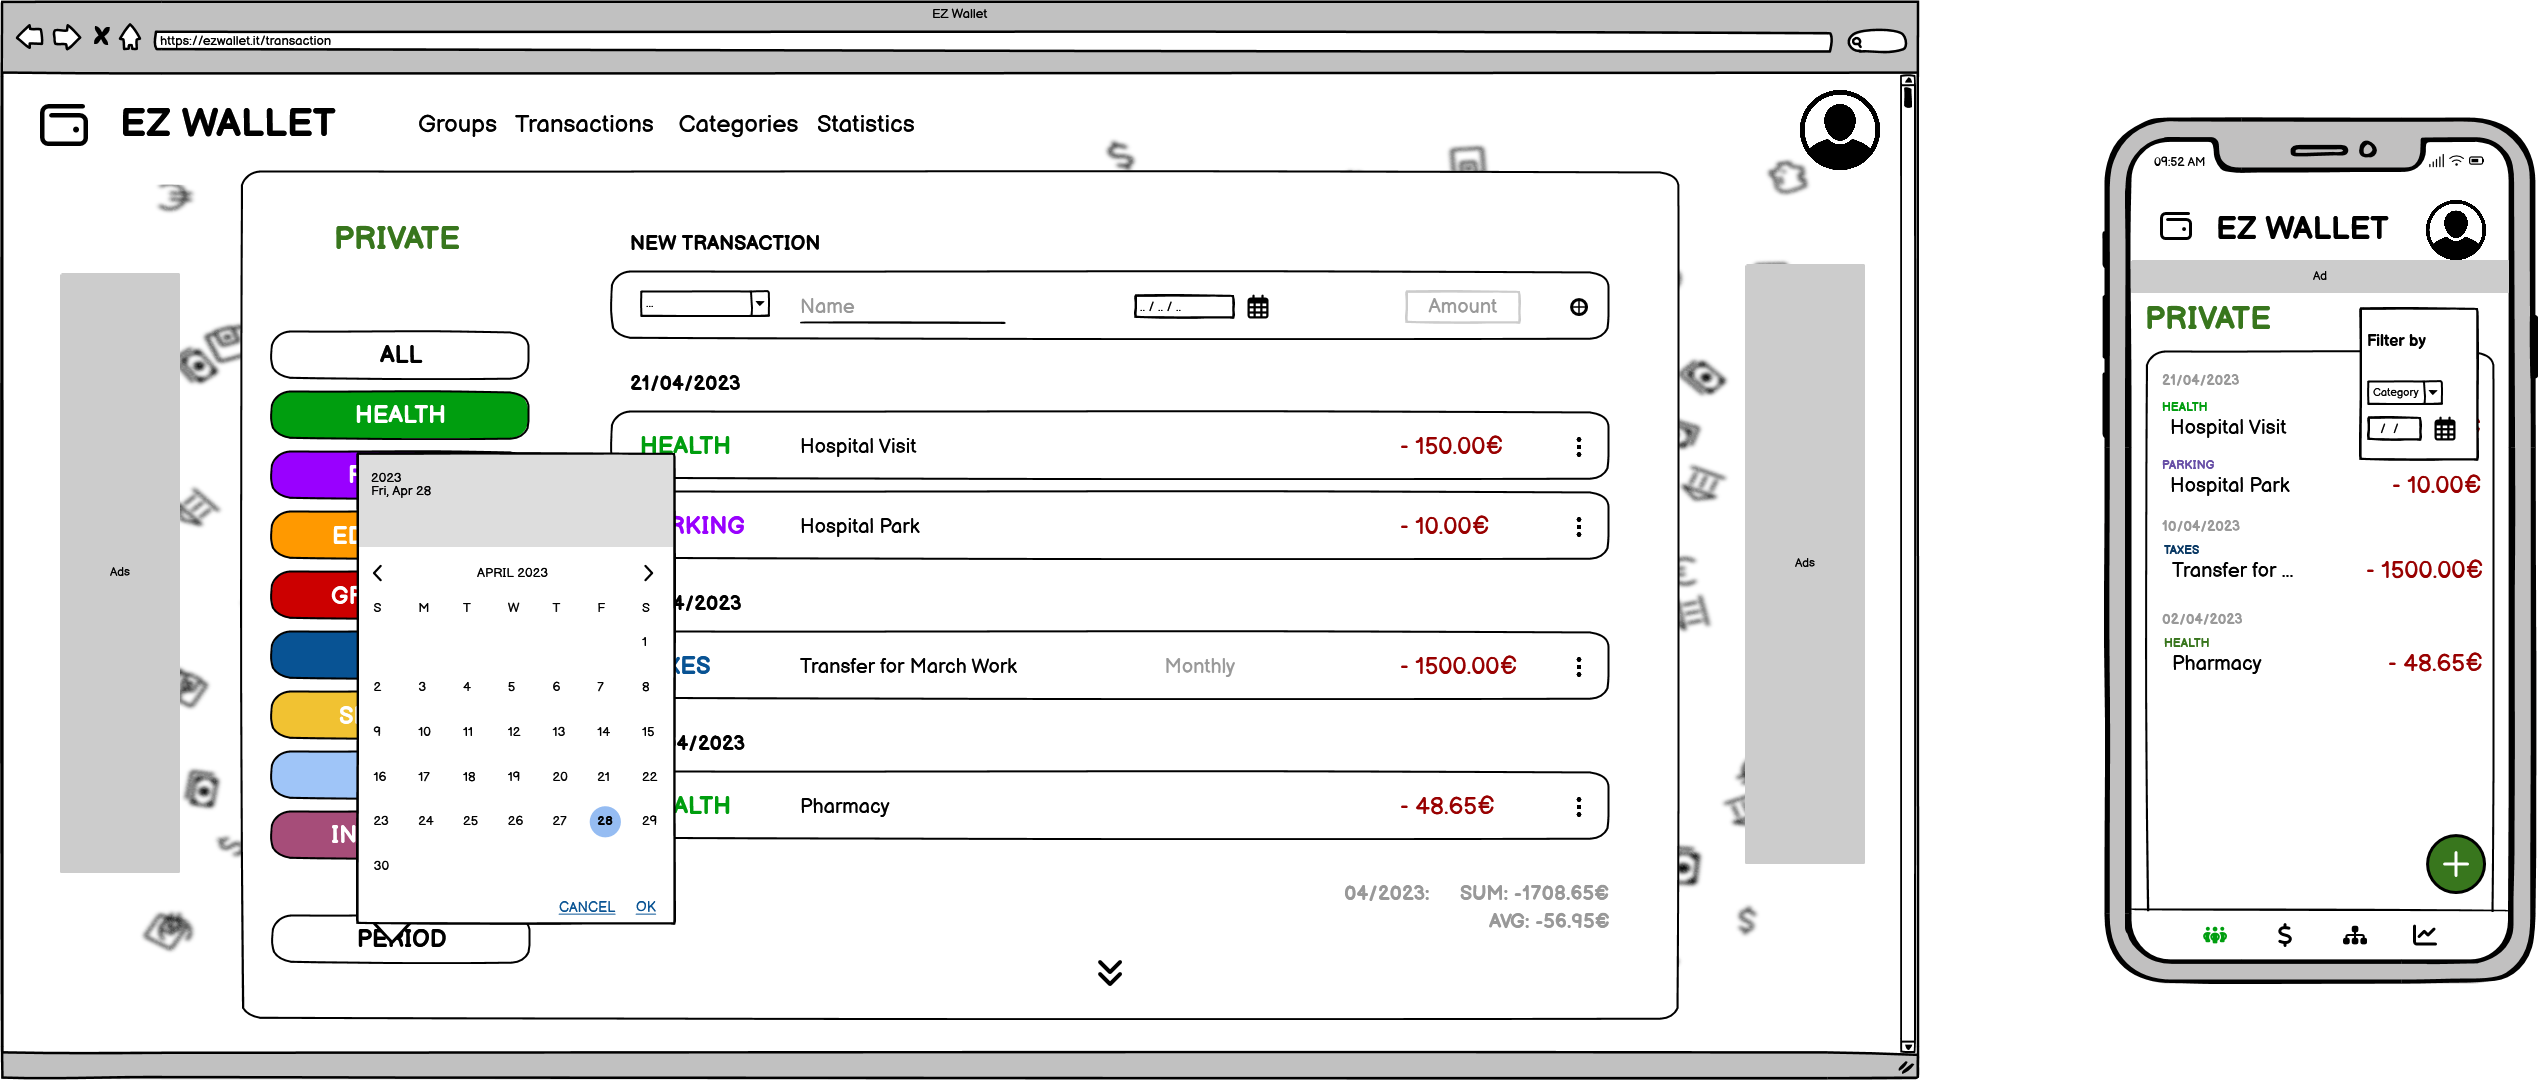 EZ Wallet
https://ezwallet.it/transaction
EZ WALLET
Groups Transactions Categories Statistics
PRIVATE
ALL
HEALTH
ED
GR
IN
PERIOD
Ads
2023
Fri, Apr 28
APRIL 2023
S M T W T F S
1
2 3 4 5 6 7 8
9 10 11 12 13 14 15
16 17 18 19 20 21 22
23 24 25 26 27 28 29
30
CANCEL OK
NEW TRANSACTION
... Name .. / .. / .. Amount
21/04/2023
HEALTH Hospital Visit - 150.00€
RKING Hospital Park - 10.00€
4/2023
XES Transfer for March Work Monthly - 1500.00€
4/2023
ALTH Pharmacy - 48.65€
04/2023: SUM: -1708.65€
AVG: -56.95€
Ads
09:52 AM
EZ WALLET
Ad
PRIVATE
Filter by
Category
/ /
21/04/2023
HEALTH
Hospital Visit
PARKING
Hospital Park - 10.00€
10/04/2023
TAXES
Transfer for ... - 1500.00€
02/04/2023
HEALTH
Pharmacy - 48.65€